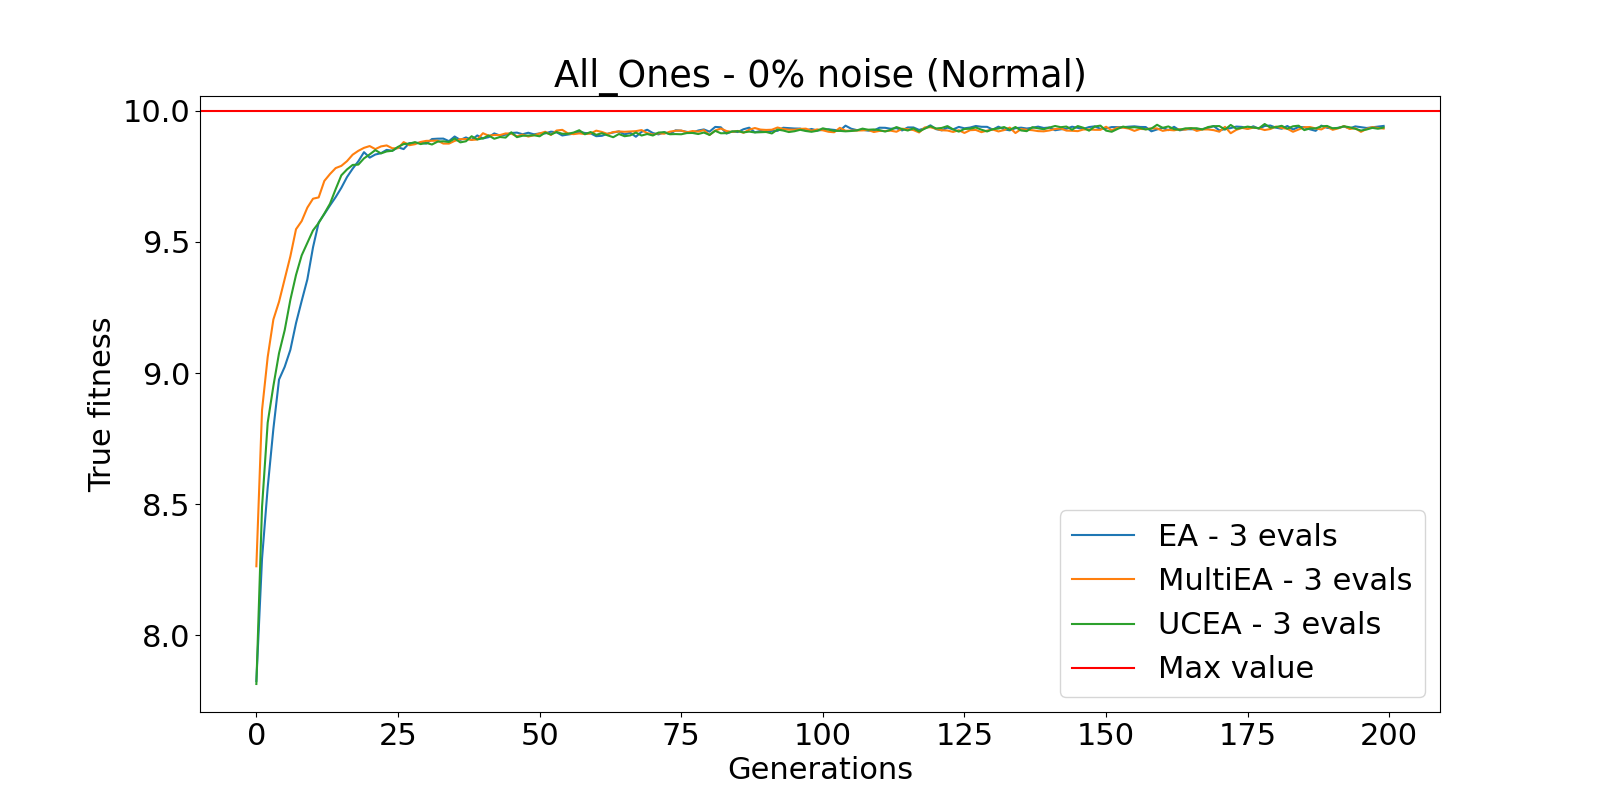 All_Ones - 0% noise (Normal)
10.0
9.5
9.0
8.5
8.0
True fitness
EA - 3 evals
MultiEA - 3 evals
UCEA - 3 evals
Max value
0 25 50 75 100 125 150 175 200
Generations